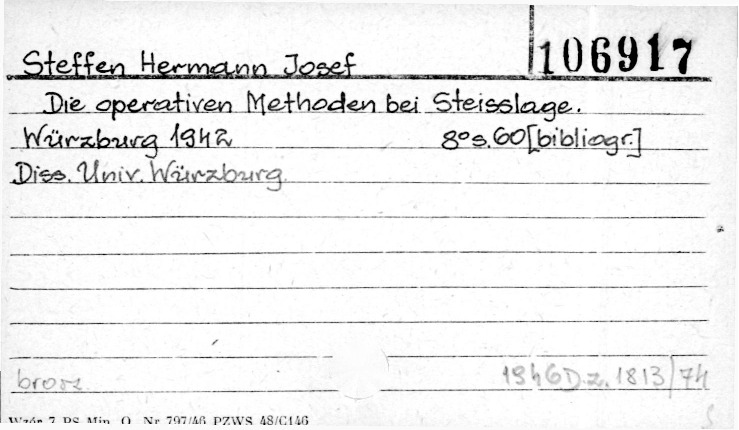 106917
Steffen Hermann Josef
Die operativen Methoden bei Steisslage.
Würzburg 1942 8°s.60[bibliogr.]
Diss. Univ. Würzburg
brosz
1946 D.z. 1813/74
Wzór 7 PS Min. O. Nr 797/46 PZWS 48/C146